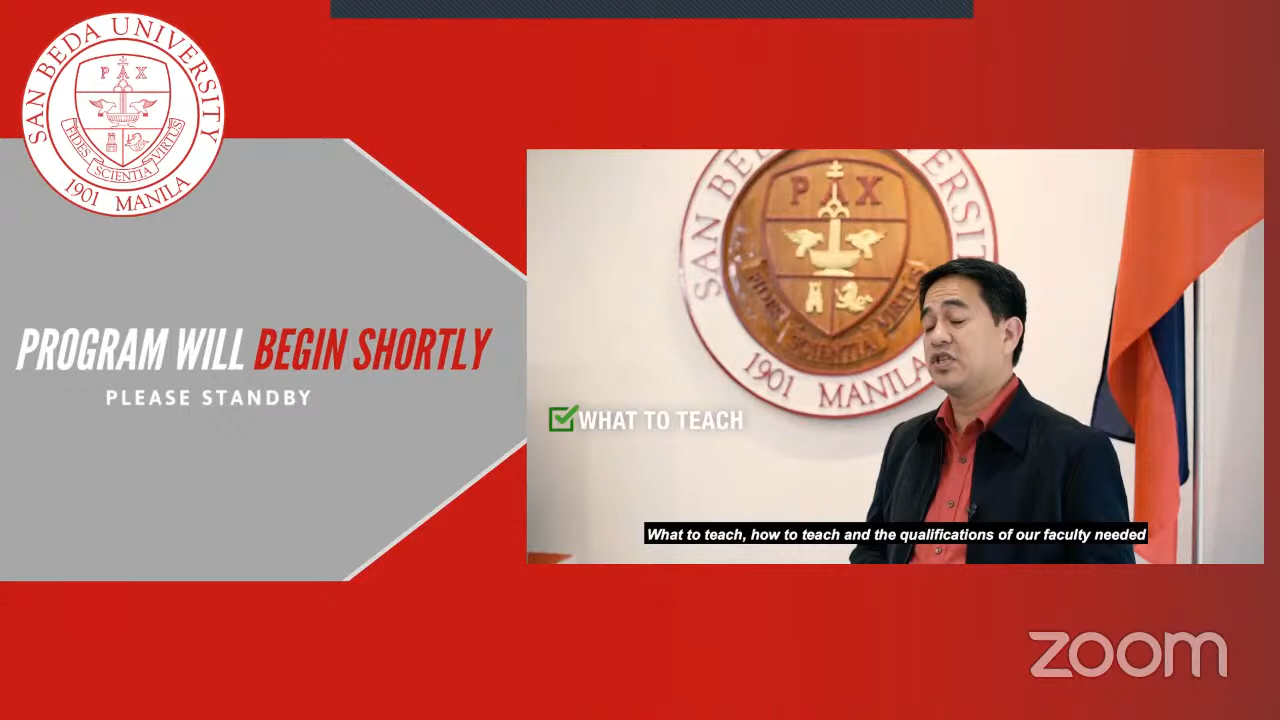 SAN BEDA UNIVERSITY
PAX
FIDES SCIENTIA VIRTUS
1901 MANILA
PROGRAM WILL BEGIN SHORTLY
PLEASE STANDBY
SAN BE
ERSITY
PAX
FIDES SCIENTIA VIRTUS
1901 MANILA
WHAT TO TEACH
What to teach, how to teach and the qualifications of our faculty needed
zoom